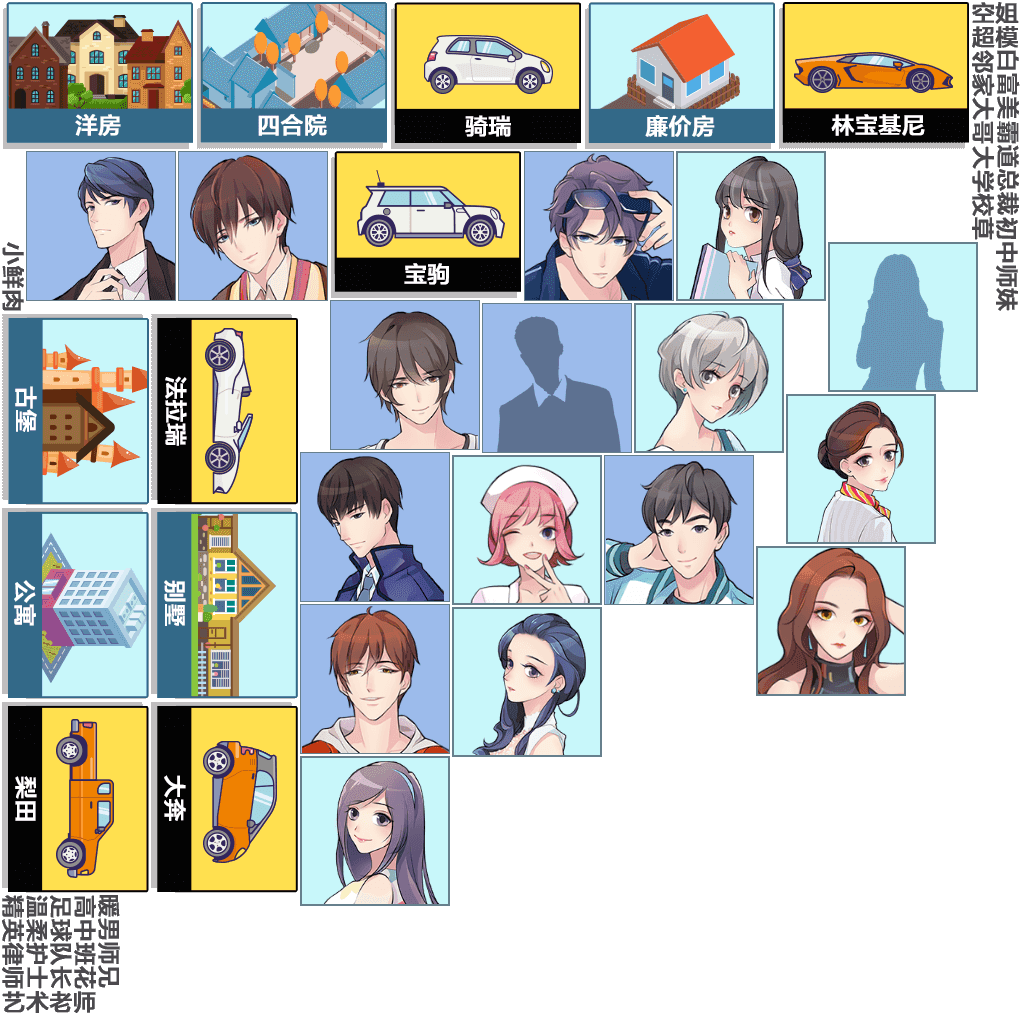 洋房
四合院
骑瑞
廉价房
林宝基尼
空姐
超模
白富美
霸道总裁
初中师妹
邻家大哥
大学校草
宝驹
小鲜肉
古堡
法拉瑞
公寓
别墅
梨田
大奔
暖男师兄
高中班花
足球队长
温柔护士
精英律师
艺术老师